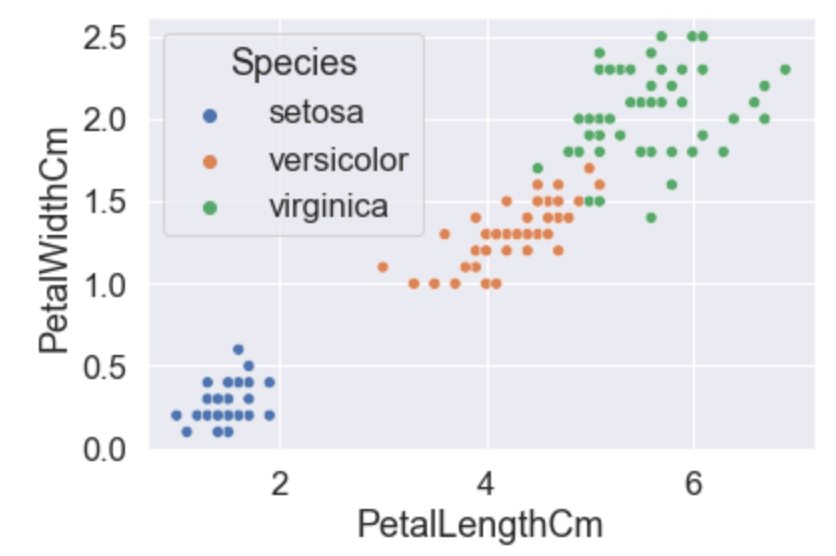 2.5
2.0
1.5
1.0
0.5
0.0
PetalWidthCm
Species
setosa
versicolor
virginica
2 4 6
PetalLengthCm